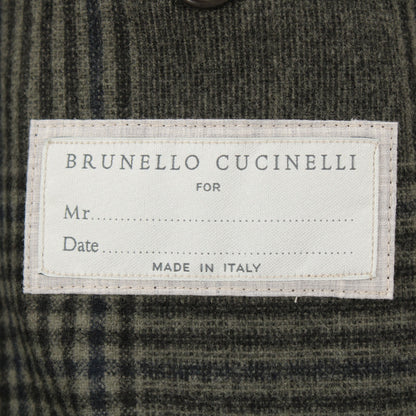 BRUNELLO CUCINELLI
FOR
Mr...........................................
Date........................................
MADE IN ITALY